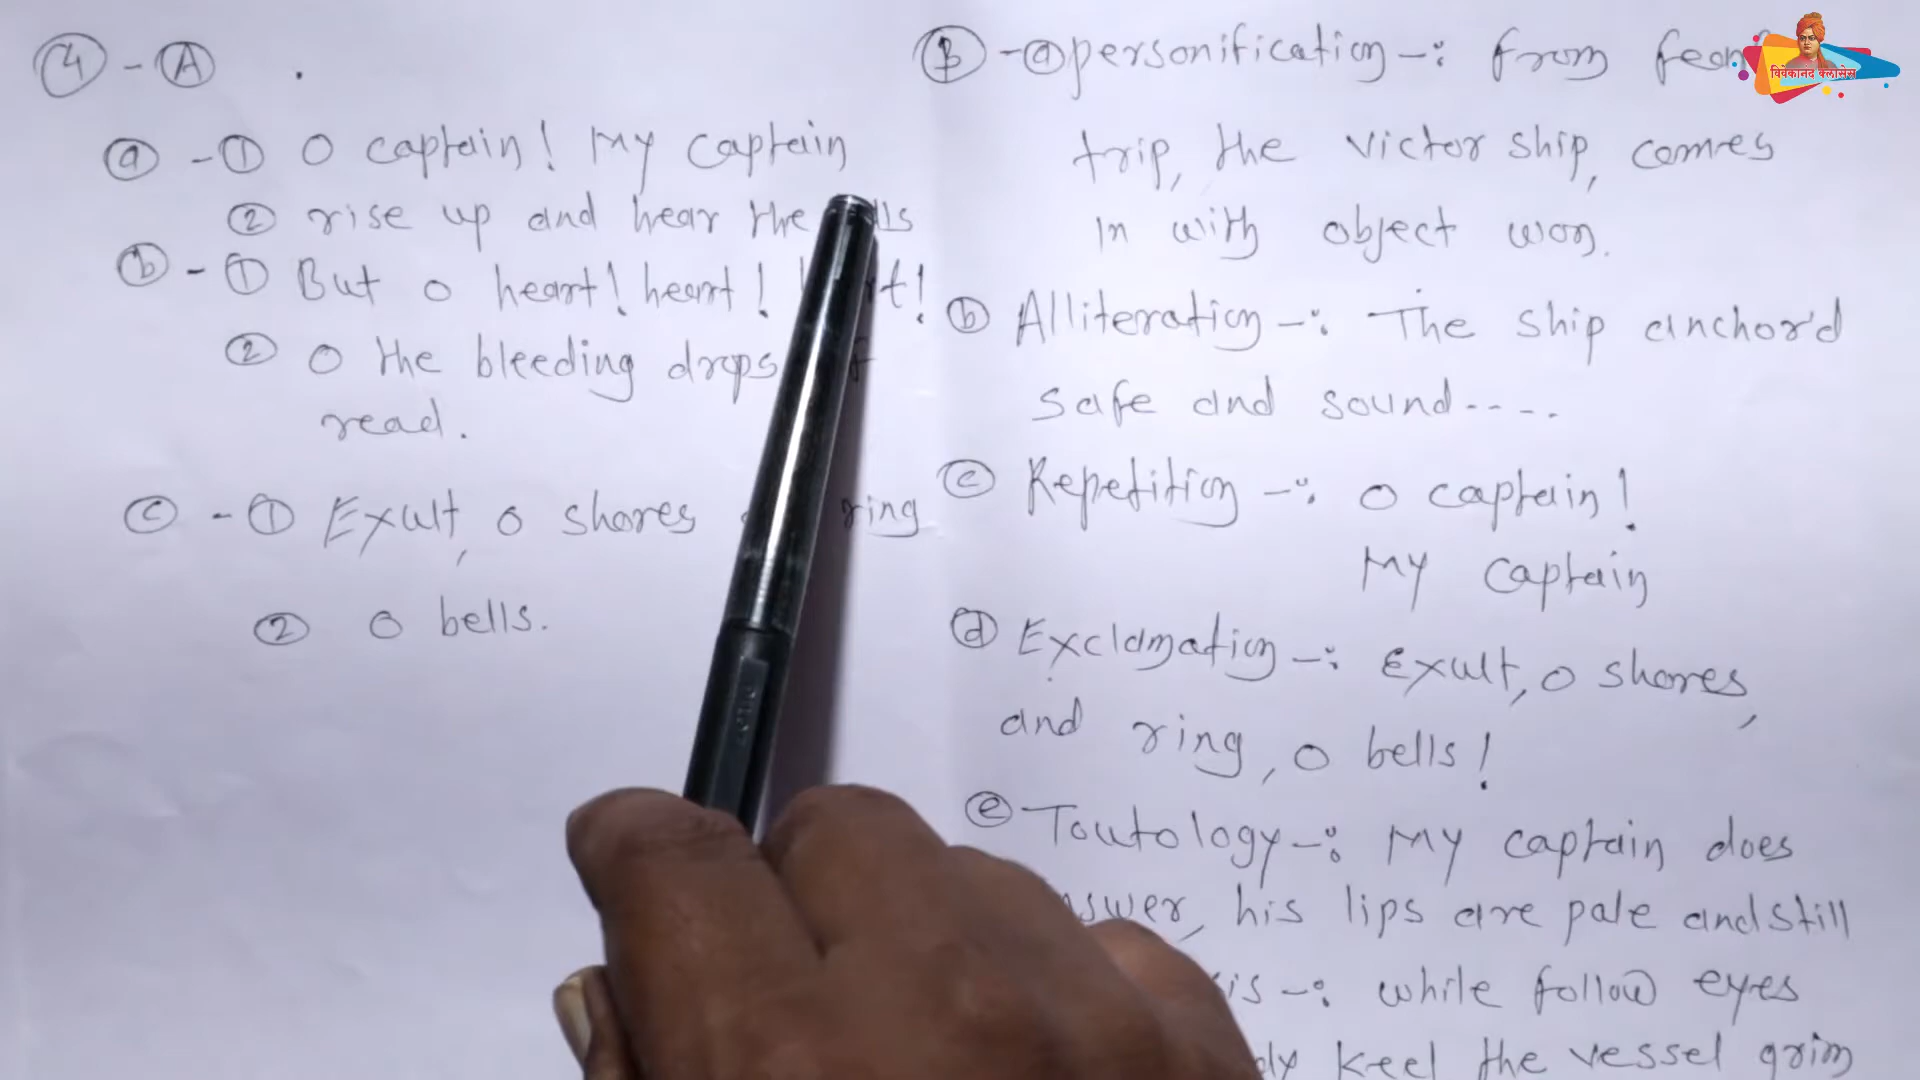 4 - A .
a - 1 O captain! My captain
2 rise up and hear the
b - 1 But O heart! heart!
2 O the bleeding drops
read.
c - 1 Exult, O shores ring
2 O bells.
B - a personification -: from
trip, the victor ship, comes
in with object won.
b Alliteration -: The ship anchor'd
safe and sound----
c Repetition -: O captain!
My captain
d Exclamation -: Exult, O shores,
and ring, O bells!
e Toutology -: My captain does
his lips are pale and still
-: while follow eyes
keel the vessel grim
विवेकानंद क्लासेस